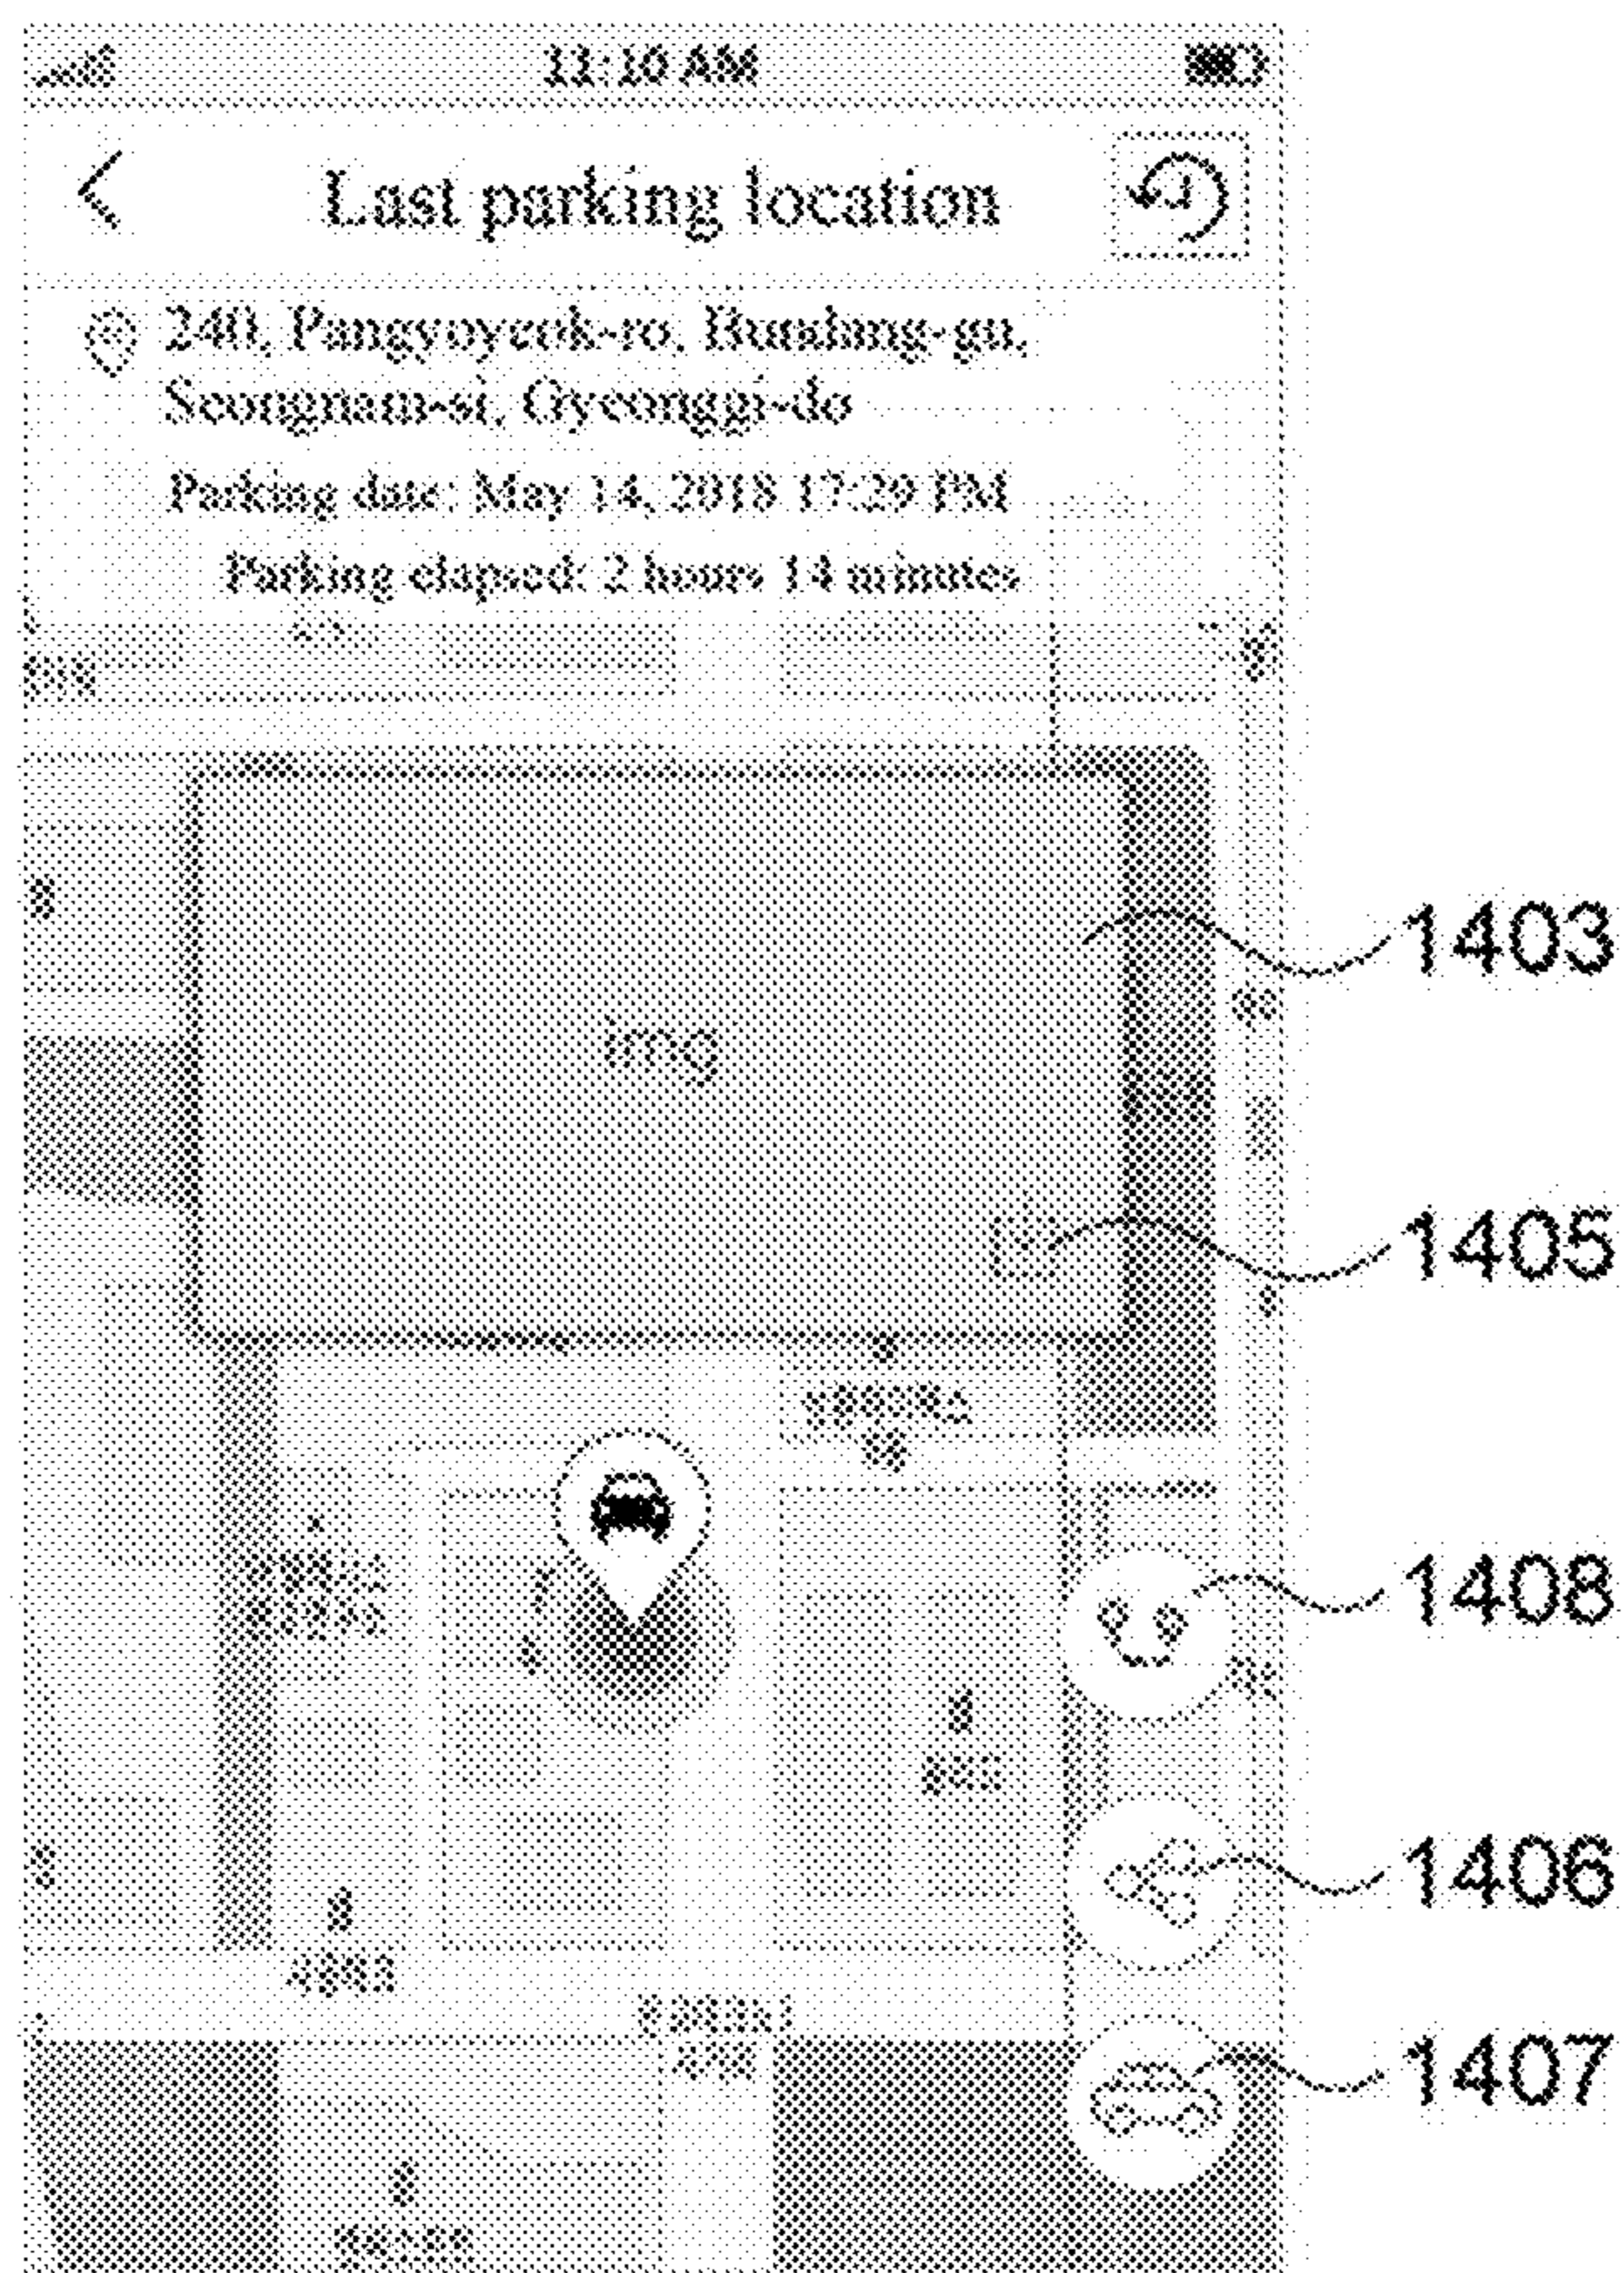 11:10 AM
Last parking location
240, Pangyoyeok-ro, Bundang-gu,
Seongnam-si, Gyeonggi-do
Parking date: May 14, 2018 17:29 PM
Parking elapsed: 2 hours 14 minutes
1403
img
1405
1408
1406
1407